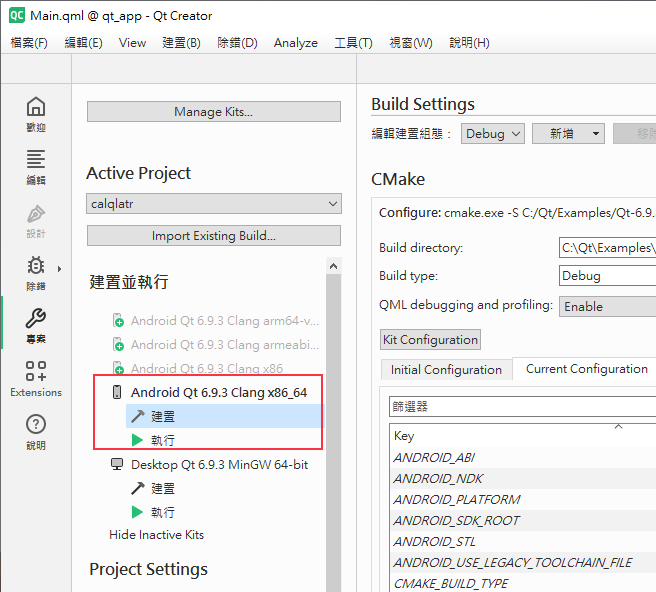 QC Main.qml @ qt_app - Qt Creator
檔案(F) 編輯(E) View 建置(B) 除錯(D) Analyze 工具(T) 視窗(W) 說明(H)
歡迎
編輯
設計
除錯
專案
Extensions
說明
Manage Kits...
Active Project
calqlatr
Import Existing Build...
建置並執行
Android Qt 6.9.3 Clang arm64-v...
Android Qt 6.9.3 Clang armeabi...
Android Qt 6.9.3 Clang x86
Android Qt 6.9.3 Clang x86_64
建置
執行
Desktop Qt 6.9.3 MinGW 64-bit
建置
執行
Hide Inactive Kits
Project Settings
Build Settings
編輯建置組態： Debug 新增 移除
CMake
Configure: cmake.exe -S C:/Qt/Examples/Qt-6.9.
Build directory: C:\Qt\Examples\
Build type: Debug
QML debugging and profiling: Enable
Kit Configuration
Initial Configuration Current Configuration
篩選器
Key
ANDROID_ABI
ANDROID_NDK
ANDROID_PLATFORM
ANDROID_SDK_ROOT
ANDROID_STL
ANDROID_USE_LEGACY_TOOLCHAIN_FILE
CMAKE_BUILD_TYPE